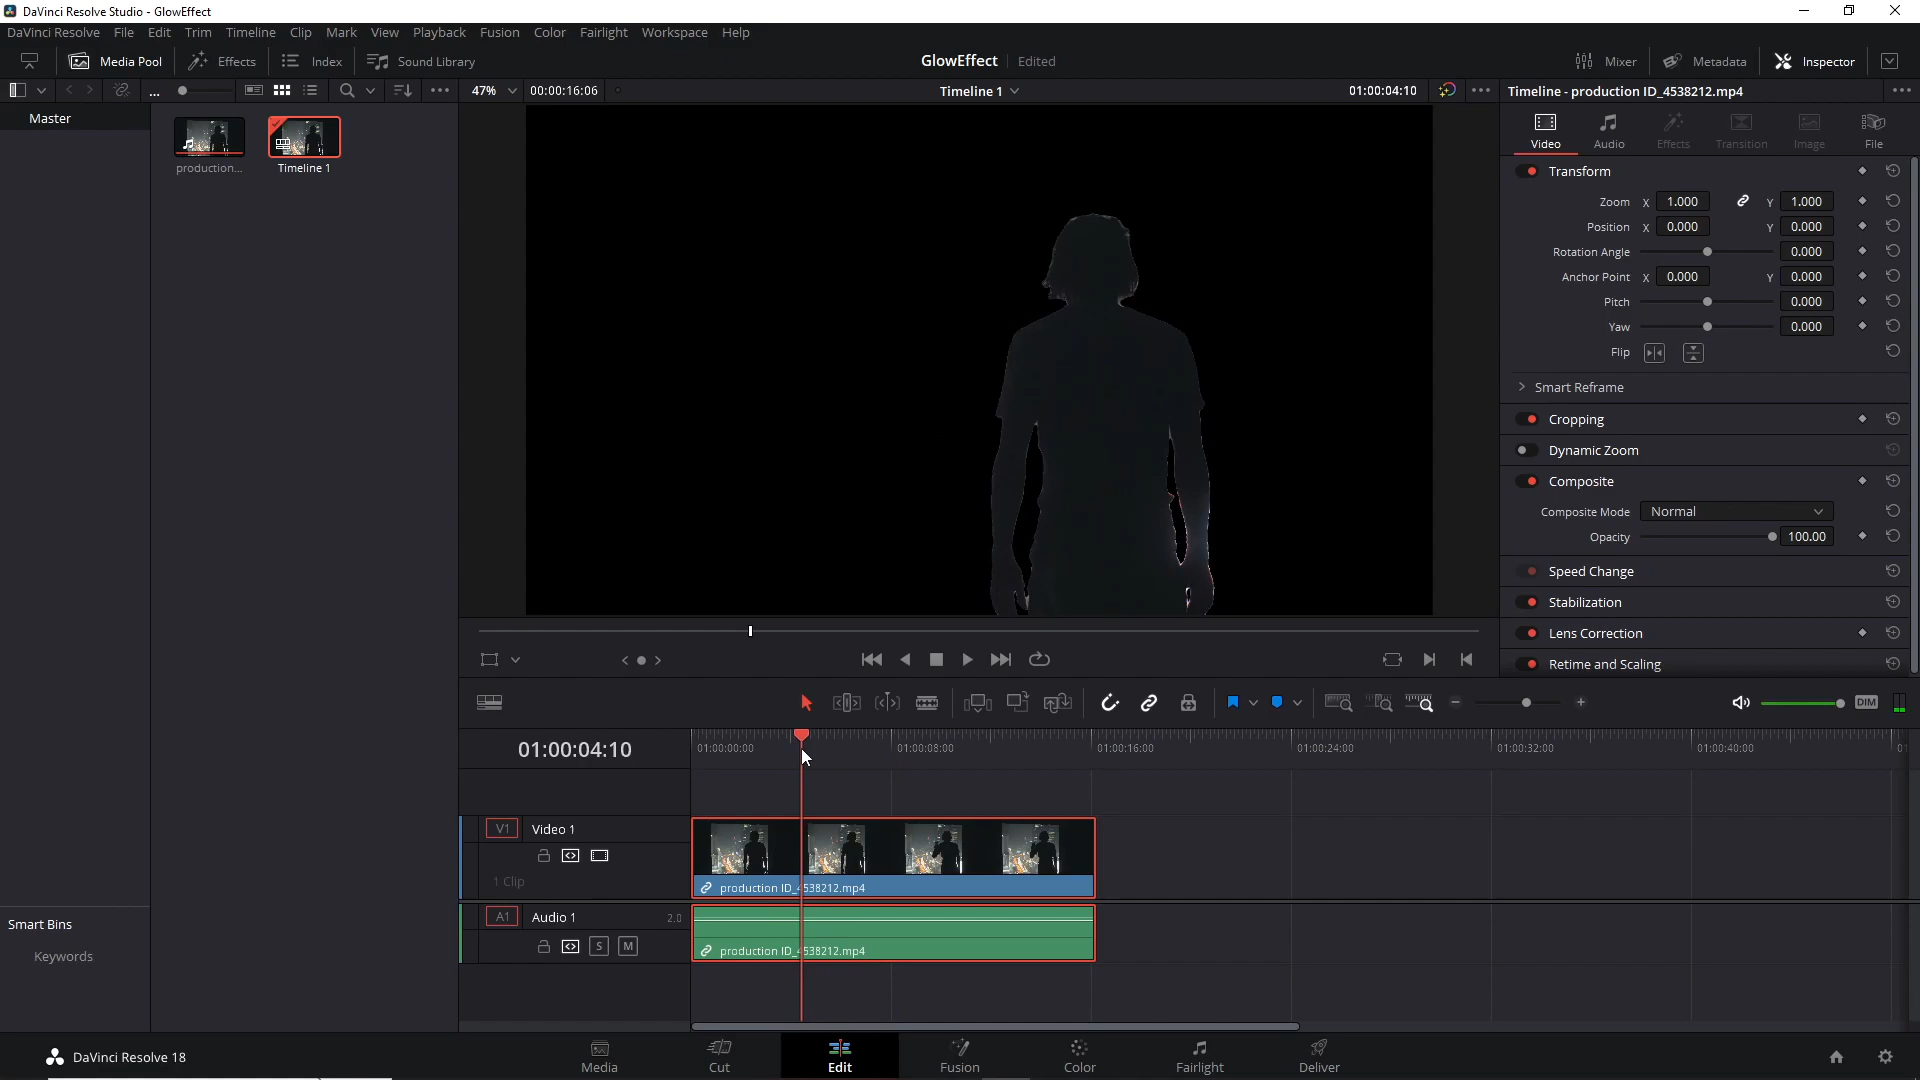 DaVinci Resolve Studio - GlowEffect
DaVinci Resolve File Edit Trim Timeline Clip Mark View Playback Fusion Color Fairlight Workspace Help
Media Pool Effects Index Sound Library GlowEffect Edited Mixer Metadata Inspector
47% 00:00:16:06 Timeline 1 01:00:04:10 Timeline - production ID_4538212.mp4
Master
production...
Timeline 1
Video Audio Effects Transition Image File
Transform
Zoom X 1.000 Y 1.000
Position X 0.000 Y 0.000
Rotation Angle 0.000
Anchor Point X 0.000 Y 0.000
Pitch 0.000
Yaw 0.000
Flip
Smart Reframe
Cropping
Dynamic Zoom
Composite
Composite Mode Normal
Opacity 100.00
Speed Change
Stabilization
Lens Correction
Retime and Scaling
DIM
01:00:04:10 01:00:00:00 01:00:08:00 01:00:16:00 01:00:24:00 01:00:32:00 01:00:40:00
V1 Video 1
1 Clip
production ID_4538212.mp4
A1 Audio 1 2.0
S M
production ID_4538212.mp4
Smart Bins
Keywords
DaVinci Resolve 18
Media Cut Edit Fusion Color Fairlight Deliver